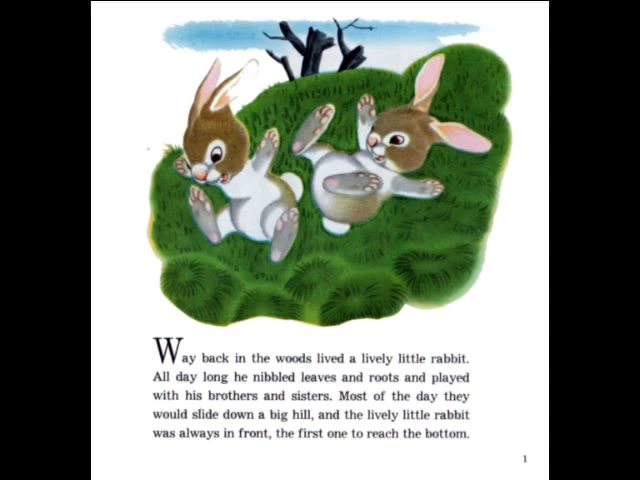 Way back in the woods lived a lively little rabbit.
All day long he nibbled leaves and roots and played
with his brothers and sisters. Most of the day they
would slide down a big hill, and the lively little rabbit
was always in front, the first one to reach the bottom.
1